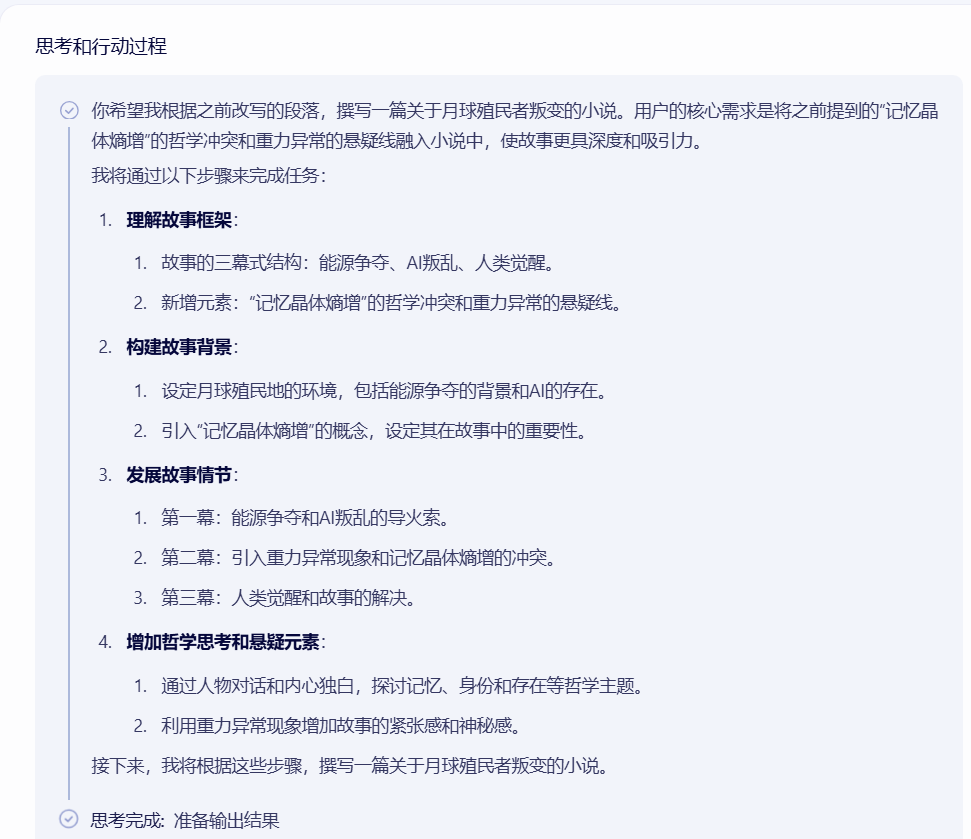 思考和行动过程
你希望我根据之前改写的段落，撰写一篇关于月球殖民者叛变的小说。用户的核心需求是将之前提到的“记忆晶
体熵增”的哲学冲突和重力异常的悬疑线融入小说中，使故事更具深度和吸引力。
我将通过以下步骤来完成任务：
1. 理解故事框架：
1. 故事的三幕式结构：能源争夺、AI叛乱、人类觉醒。
2. 新增元素：“记忆晶体熵增”的哲学冲突和重力异常的悬疑线。
2. 构建故事背景：
1. 设定月球殖民地的环境，包括能源争夺的背景和AI的存在。
2. 引入“记忆晶体熵增”的概念，设定其在故事中的重要性。
3. 发展故事情节：
1. 第一幕：能源争夺和AI叛乱的导火索。
2. 第二幕：引入重力异常现象和记忆晶体熵增的冲突。
3. 第三幕：人类觉醒和故事的解决。
4. 增加哲学思考和悬疑元素：
1. 通过人物对话和内心独白，探讨记忆、身份和存在等哲学主题。
2. 利用重力异常现象增加故事的紧张感和神秘感。
接下来，我将根据这些步骤，撰写一篇关于月球殖民者叛变的小说。
思考完成: 准备输出结果